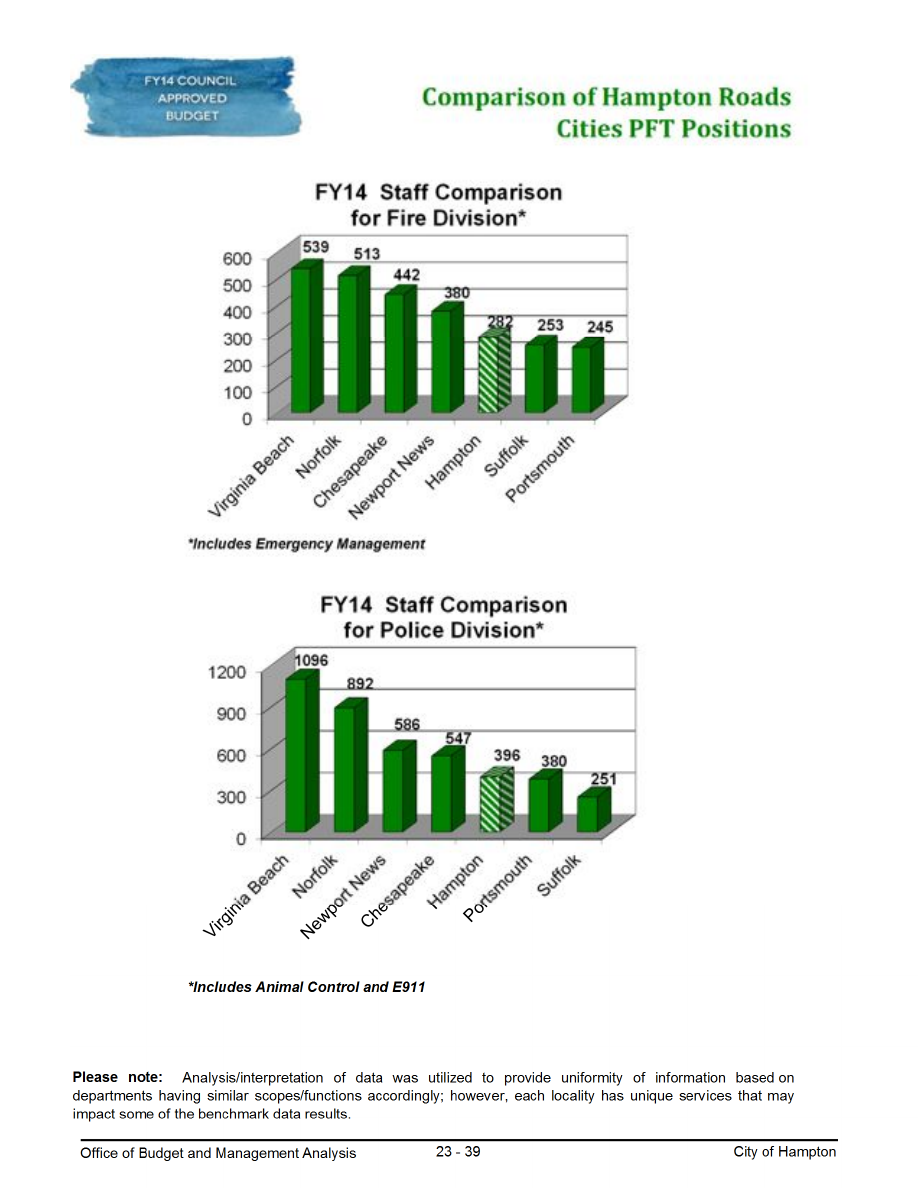 FY14 COUNCIL
APPROVED
BUDGET
Comparison of Hampton Roads
Cities PFT Positions
FY14 Staff Comparison
for Fire Division*
539
513
442
380
282
253
245
600
500
400
300
200
100
0
Virginia Beach
Norfolk
Chesapeake
Newport News
Hampton
Suffolk
Portsmouth
*Includes Emergency Management
FY14 Staff Comparison
for Police Division*
1096
892
586
547
396
380
251
1200
900
600
300
0
Virginia Beach
Norfolk
Newport News
Chesapeake
Hampton
Portsmouth
Suffolk
*Includes Animal Control and E911
Please note: Analysis/interpretation of data was utilized to provide uniformity of information based on
departments having similar scopes/functions accordingly; however, each locality has unique services that may
impact some of the benchmark data results.
Office of Budget and Management Analysis 23 - 39 City of Hampton